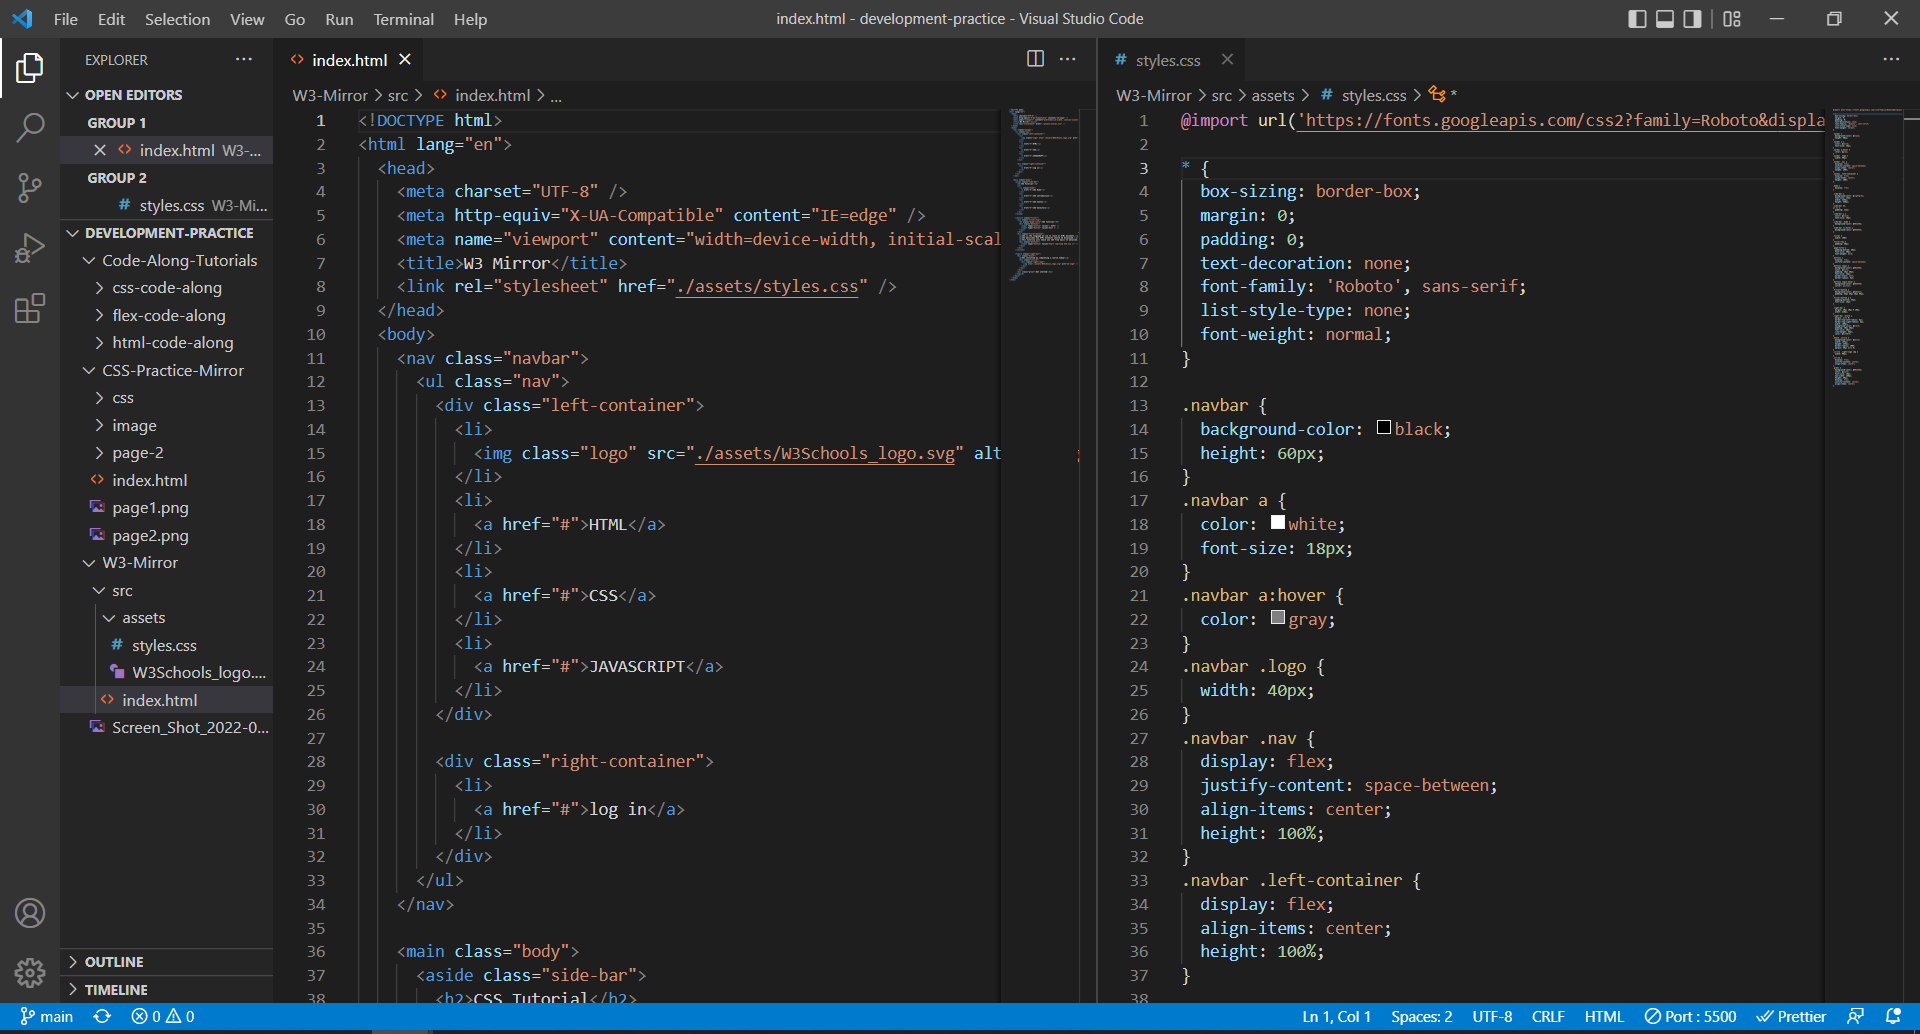 File Edit Selection View Go Run Terminal Help
index.html - development-practice - Visual Studio Code
EXPLORER
OPEN EDITORS
GROUP 1
index.html W3-...
GROUP 2
styles.css W3-Mi...
DEVELOPMENT-PRACTICE
Code-Along-Tutorials
css-code-along
flex-code-along
html-code-along
CSS-Practice-Mirror
css
image
page-2
index.html
page1.png
page2.png
W3-Mirror
src
assets
styles.css
W3Schools_logo....
index.html
Screen_Shot_2022-0...
OUTLINE
TIMELINE
index.html
W3-Mirror > src > index.html > ...
1 <!DOCTYPE html>
2 <html lang="en">
3 <head>
4 <meta charset="UTF-8" />
5 <meta http-equiv="X-UA-Compatible" content="IE=edge" />
6 <meta name="viewport" content="width=device-width, initial-scal
7 <title>W3 Mirror</title>
8 <link rel="stylesheet" href="./assets/styles.css" />
9 </head>
10 <body>
11 <nav class="navbar">
12 <ul class="nav">
13 <div class="left-container">
14 <li>
15 <img class="logo" src="./assets/W3Schools_logo.svg" alt
16 </li>
17 <li>
18 <a href="#">HTML</a>
19 </li>
20 <li>
21 <a href="#">CSS</a>
22 </li>
23 <li>
24 <a href="#">JAVASCRIPT</a>
25 </li>
26 </div>
27
28 <div class="right-container">
29 <li>
30 <a href="#">log in</a>
31 </li>
32 </div>
33 </ul>
34 </nav>
35
36 <main class="body">
37 <aside class="side-bar">
38 <h2>CSS Tutorial</h2>
styles.css
W3-Mirror > src > assets > # styles.css > *
1 @import url('https://fonts.googleapis.com/css2?family=Roboto&displa
2
3 * {
4 box-sizing: border-box;
5 margin: 0;
6 padding: 0;
7 text-decoration: none;
8 font-family: 'Roboto', sans-serif;
9 list-style-type: none;
10 font-weight: normal;
11 }
12
13 .navbar {
14 background-color: black;
15 height: 60px;
16 }
17 .navbar a {
18 color: white;
19 font-size: 18px;
20 }
21 .navbar a:hover {
22 color: gray;
23 }
24 .navbar .logo {
25 width: 40px;
26 }
27 .navbar .nav {
28 display: flex;
29 justify-content: space-between;
30 align-items: center;
31 height: 100%;
32 }
33 .navbar .left-container {
34 display: flex;
35 align-items: center;
36 height: 100%;
37 }
38
main 0 0
Ln 1, Col 1 Spaces: 2 UTF-8 CRLF HTML Port : 5500 Prettier